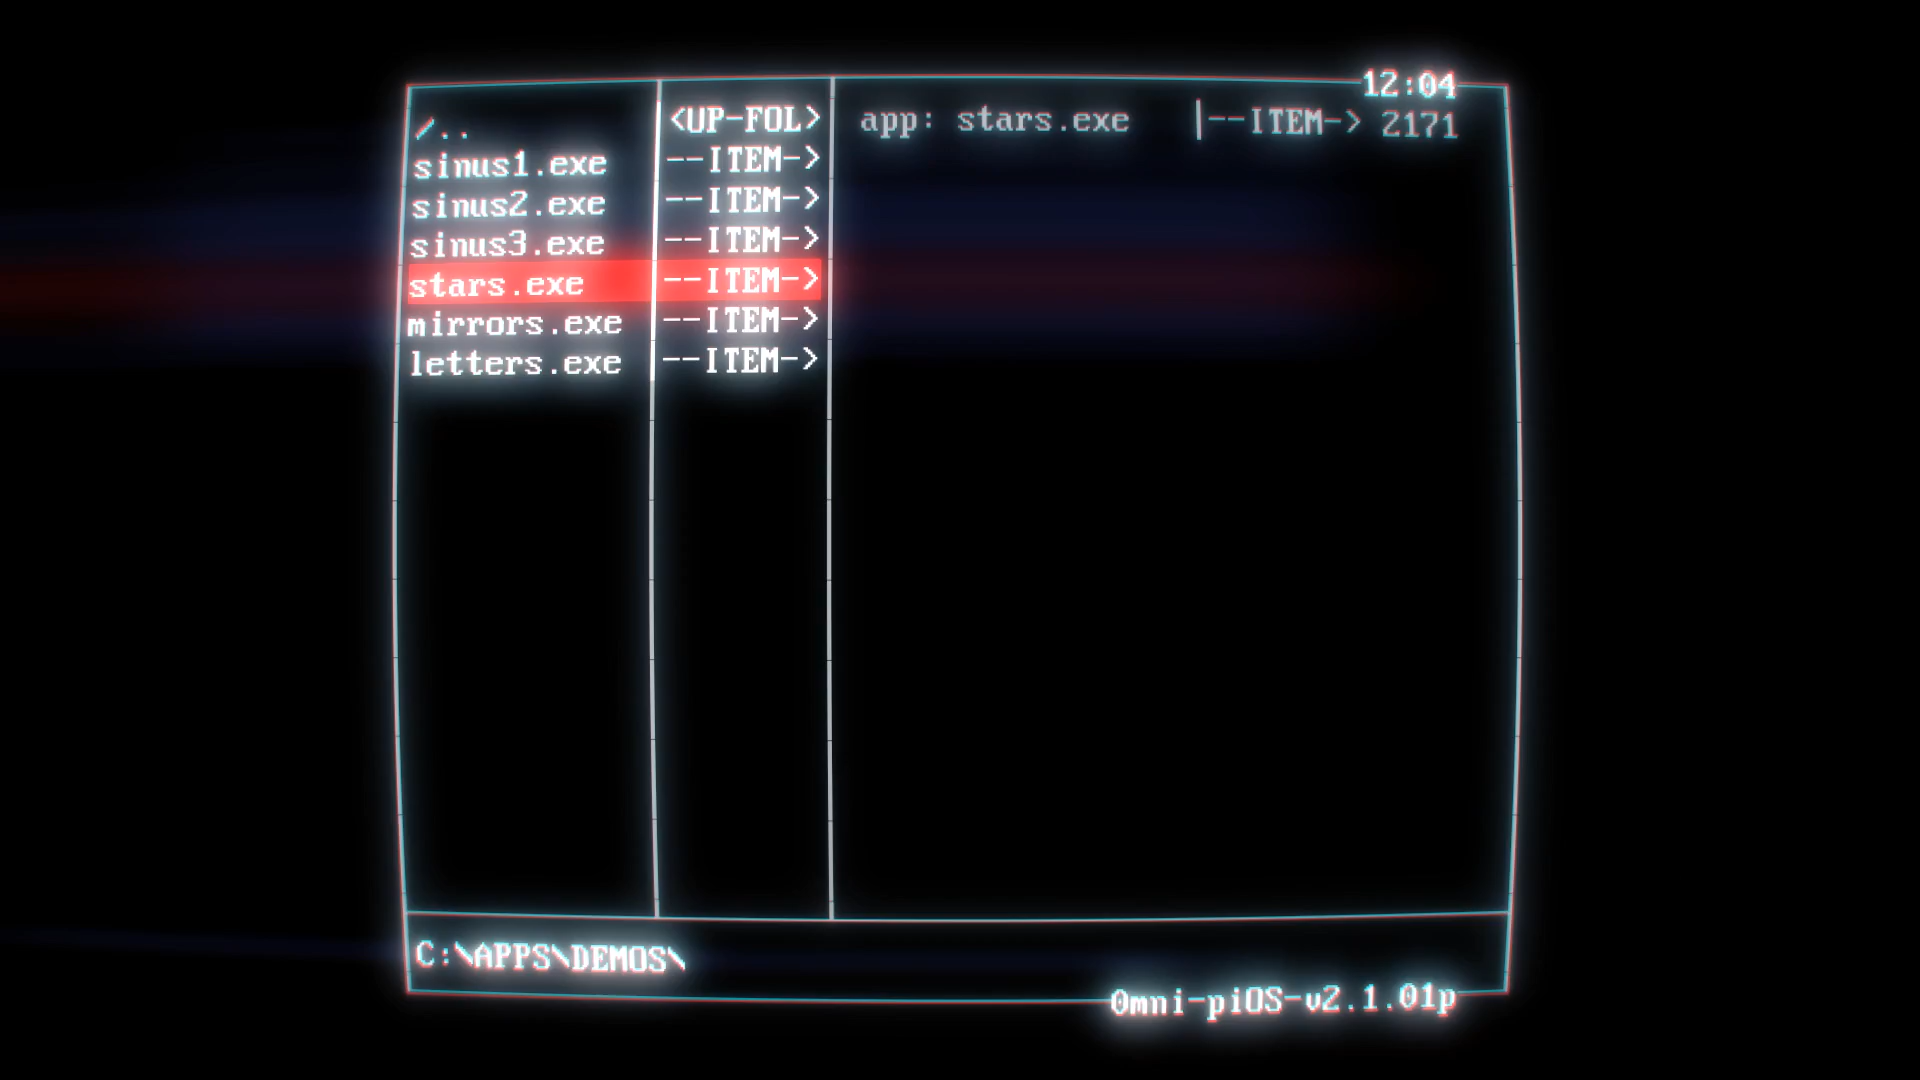 12:04
/.. <UP-FOL> app: stars.exe |--ITEM-> 2171
sinus1.exe --ITEM->
sinus2.exe --ITEM->
sinus3.exe --ITEM->
stars.exe --ITEM->
mirrors.exe --ITEM->
letters.exe --ITEM->
C:\APPS\DEMOS\
0mni-piOS-v2.1.01p